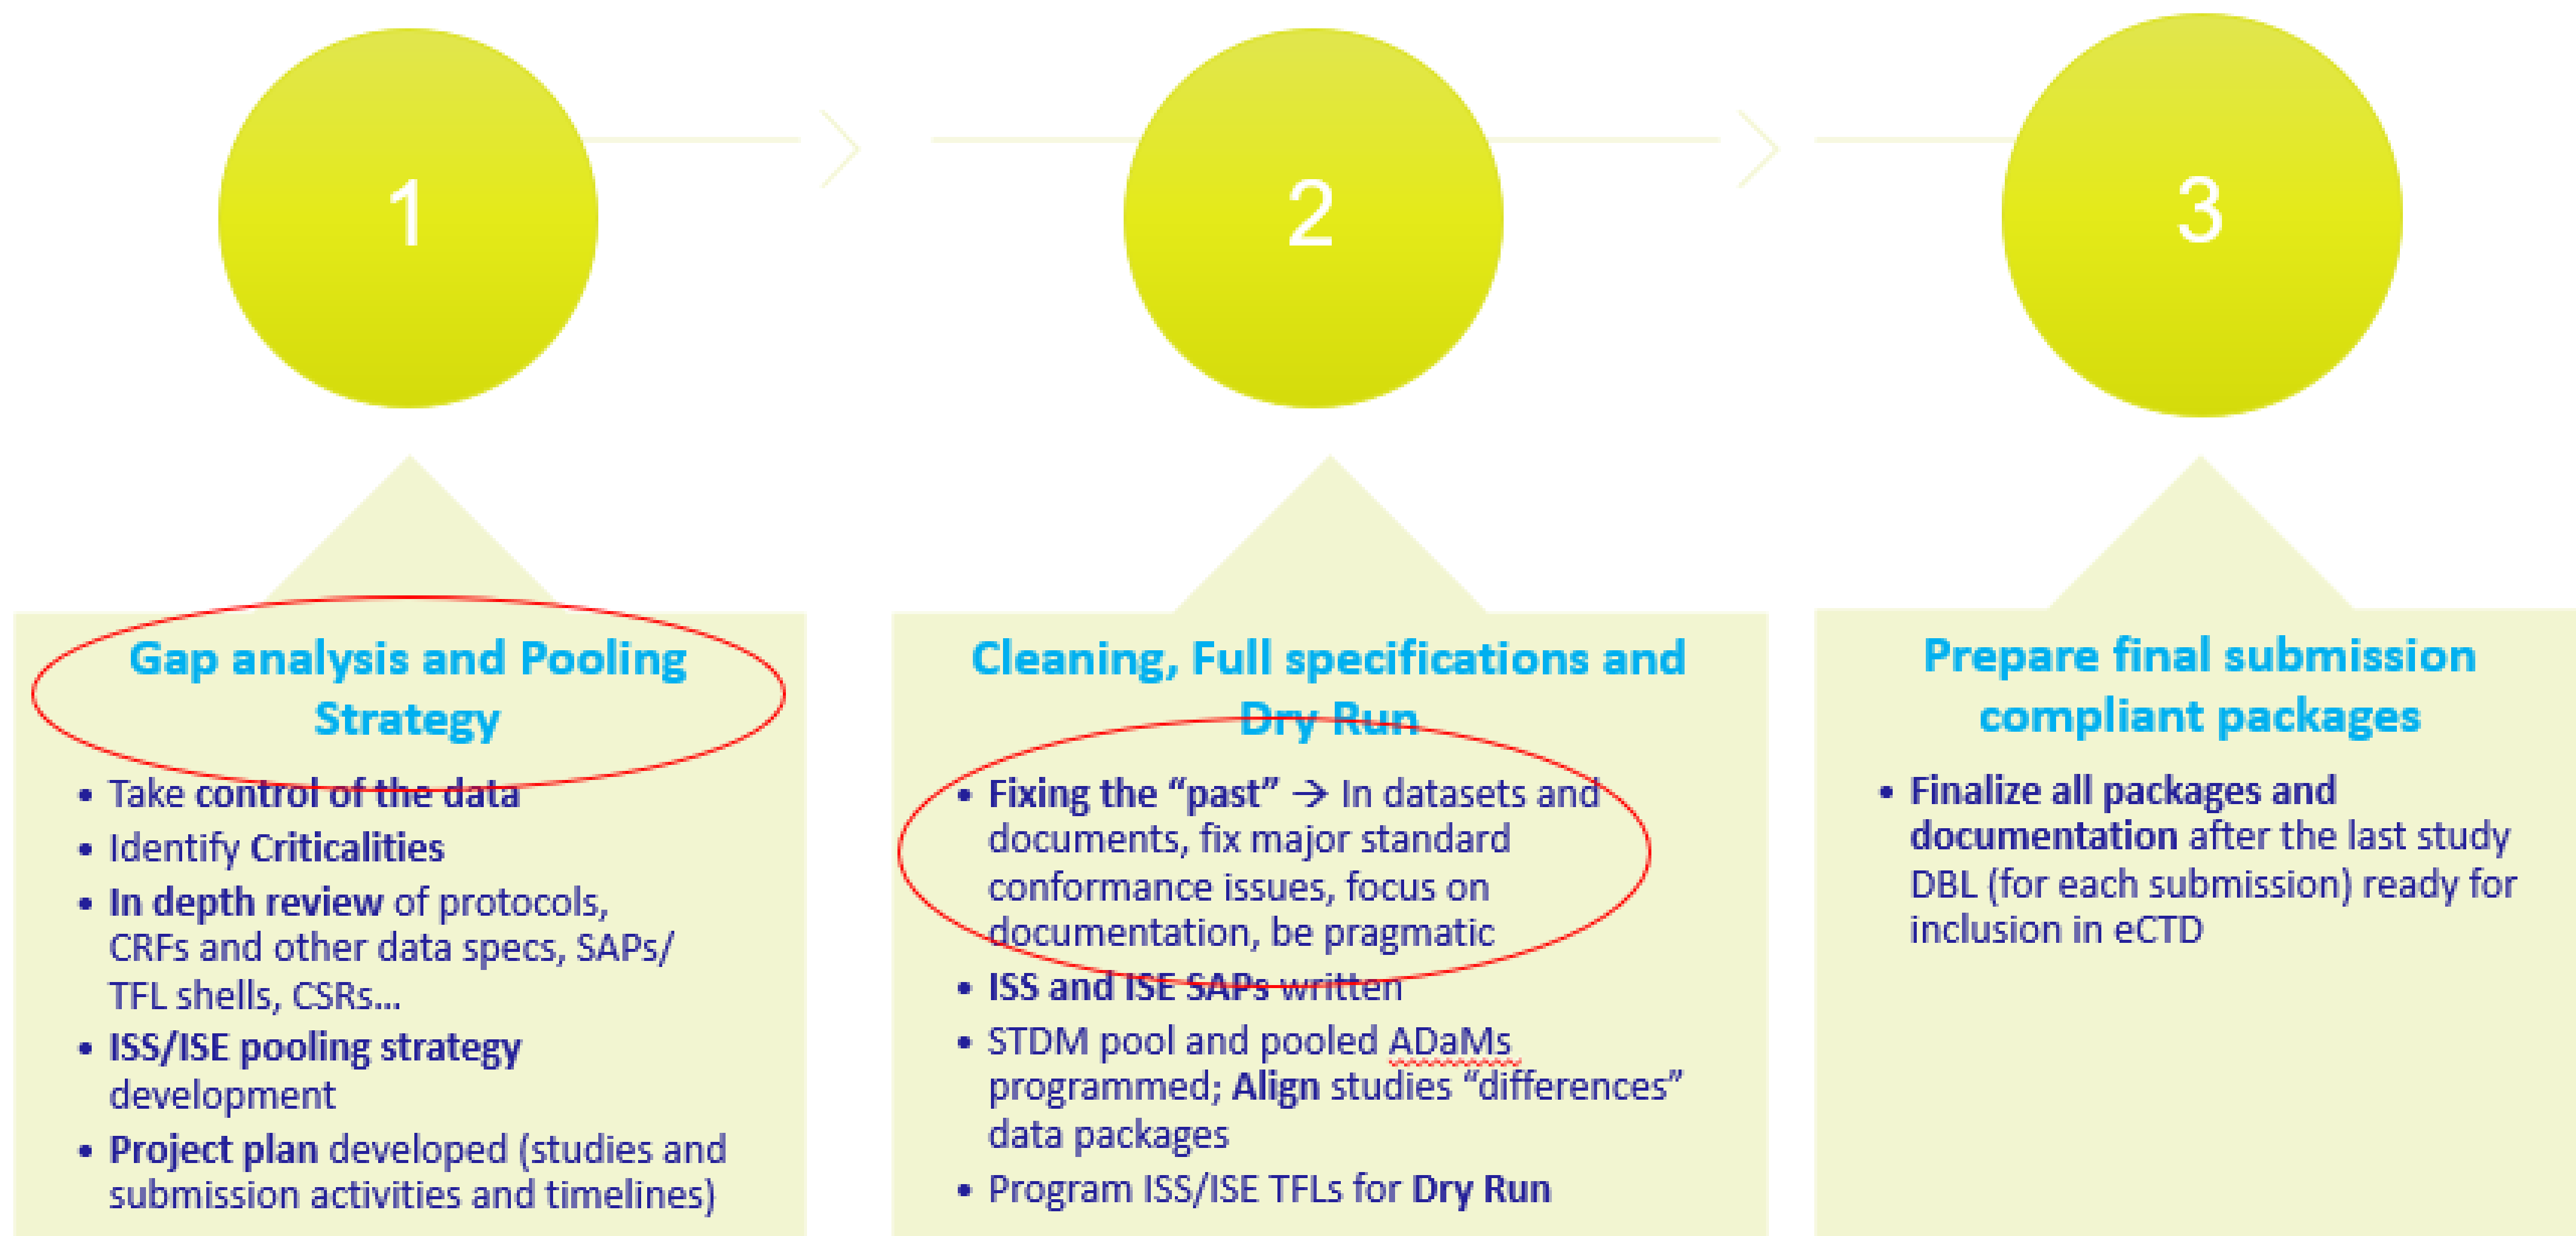 1
2
3
Gap analysis and Pooling
Strategy
• Take control of the data
• Identify Criticalities
• In depth review of protocols,
CRFs and other data specs, SAPs/
TFL shells, CSRs...
• ISS/ISE pooling strategy
development
• Project plan developed (studies and
submission activities and timelines)
Cleaning, Full specifications and
Dry Run
• Fixing the “past” → In datasets and
documents, fix major standard
conformance issues, focus on
documentation, be pragmatic
• ISS and ISE SAPs written
• STDM pool and pooled ADaMs
programmed; Align studies “differences”
data packages
• Program ISS/ISE TFLs for Dry Run
Prepare final submission
compliant packages
• Finalize all packages and
documentation after the last study
DBL (for each submission) ready for
inclusion in eCTD